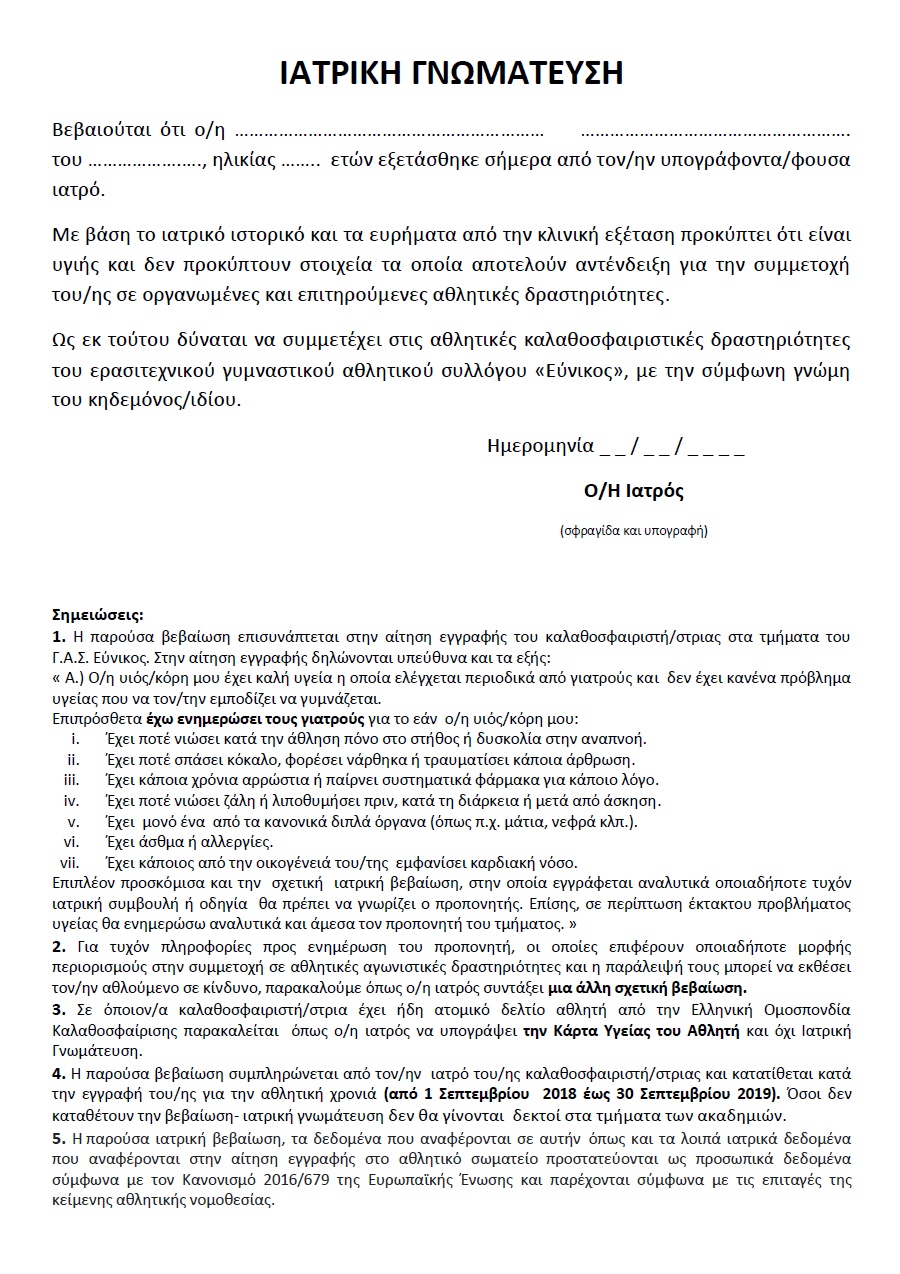 ΙΑΤΡΙΚΗ ΓΝΩΜΑΤΕΥΣΗ
Βεβαιούται ότι ο/η ……………………………………………………… ……………………………………………….
του ……………….…., ηλικίας …….. ετών εξετάσθηκε σήμερα από τον/ην υπογράφοντα/φουσα
ιατρό.
Με βάση το ιατρικό ιστορικό και τα ευρήματα από την κλινική εξέταση προκύπτει ότι είναι
υγιής και δεν προκύπτουν στοιχεία τα οποία αποτελούν αντένδειξη για την συμμετοχή
του/ης σε οργανωμένες και επιτηρούμενες αθλητικές δραστηριότητες.
Ως εκ τούτου δύναται να συμμετέχει στις αθλητικές καλαθοσφαιριστικές δραστηριότητες
του ερασιτεχνικού γυμναστικού αθλητικού συλλόγου «Εύνικος», με την σύμφωνη γνώμη
του κηδεμόνος/ιδίου.
Ημερομηνία _ _ / _ _ / _ _ _ _
Ο/Η Ιατρός
(σφραγίδα και υπογραφή)
Σημειώσεις:
1. Η παρούσα βεβαίωση επισυνάπτεται στην αίτηση εγγραφής του καλαθοσφαιριστή/στριας στα τμήματα του
Γ.Α.Σ. Εύνικος. Στην αίτηση εγγραφής δηλώνονται υπεύθυνα και τα εξής:
« Α.) Ο/η υιός/κόρη μου έχει καλή υγεία η οποία ελέγχεται περιοδικά από γιατρούς και δεν έχει κανένα πρόβλημα
υγείας που να τον/την εμποδίζει να γυμνάζεται.
Επιπρόσθετα έχω ενημερώσει τους γιατρούς για το εάν ο/η υιός/κόρη μου:
i. Έχει ποτέ νιώσει κατά την άθληση πόνο στο στήθος ή δυσκολία στην αναπνοή.
ii. Έχει ποτέ σπάσει κόκαλο, φορέσει νάρθηκα ή τραυματίσει κάποια άρθρωση.
iii. Έχει κάποια χρόνια αρρώστια ή παίρνει συστηματικά φάρμακα για κάποιο λόγο.
iv. Έχει ποτέ νιώσει ζάλη ή λιποθυμήσει πριν, κατά τη διάρκεια ή μετά από άσκηση.
v. Έχει μονό ένα από τα κανονικά διπλά όργανα (όπως π.χ. μάτια, νεφρά κλπ.).
vi. Έχει άσθμα ή αλλεργίες.
vii. Έχει κάποιος από την οικογένειά του/της εμφανίσει καρδιακή νόσο.
Επιπλέον προσκόμισα και την σχετική ιατρική βεβαίωση, στην οποία εγγράφεται αναλυτικά οποιαδήποτε τυχόν
ιατρική συμβουλή ή οδηγία θα πρέπει να γνωρίζει ο προπονητής. Επίσης, σε περίπτωση έκτακτου προβλήματος
υγείας θα ενημερώσω αναλυτικά και άμεσα τον προπονητή του τμήματος. »
2. Για τυχόν πληροφορίες προς ενημέρωση του προπονητή, οι οποίες επιφέρουν οποιαδήποτε μορφής
περιορισμούς στην συμμετοχή σε αθλητικές αγωνιστικές δραστηριότητες και η παράλειψή τους μπορεί να εκθέσει
τον/ην αθλούμενο σε κίνδυνο, παρακαλούμε όπως ο/η ιατρός συντάξει μια άλλη σχετική βεβαίωση.
3. Σε όποιον/α καλαθοσφαιριστή/στρια έχει ήδη ατομικό δελτίο αθλητή από την Ελληνική Ομοσπονδία
Καλαθοσφαίρισης παρακαλείται όπως ο/η ιατρός να υπογράψει την Κάρτα Υγείας του Αθλητή και όχι Ιατρική
Γνωμάτευση.
4. Η παρούσα βεβαίωση συμπληρώνεται από τον/ην ιατρό του/ης καλαθοσφαιριστή/στριας και κατατίθεται κατά
την εγγραφή του/ης για την αθλητική χρονιά (από 1 Σεπτεμβρίου 2018 έως 30 Σεπτεμβρίου 2019). Όσοι δεν
καταθέτουν την βεβαίωση- ιατρική γνωμάτευση δεν θα γίνονται δεκτοί στα τμήματα των ακαδημιών.
5. Η παρούσα ιατρική βεβαίωση, τα δεδομένα που αναφέρονται σε αυτήν όπως και τα λοιπά ιατρικά δεδομένα
που αναφέρονται στην αίτηση εγγραφής στο αθλητικό σωματείο προστατεύονται ως προσωπικά δεδομένα
σύμφωνα με τον Κανονισμό 2016/679 της Ευρωπαϊκής Ένωσης και παρέχονται σύμφωνα με τις επιταγές της
κείμενης αθλητικής νομοθεσίας.